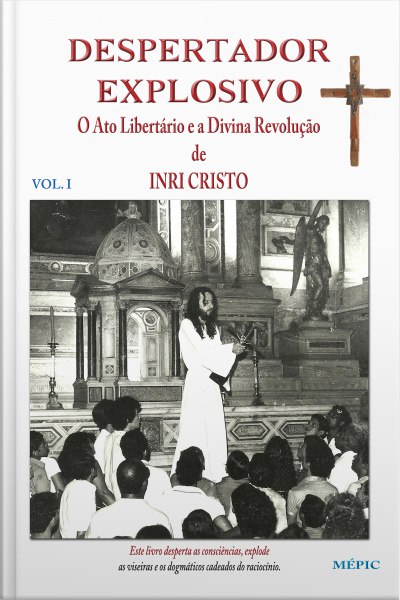 DESPERTADOR
EXPLOSIVO
O Ato Libertário e a Divina Revolução
de
VOL. I
INRI CRISTO
Este livro desperta as consciências, explode
as viseiras e os dogmáticos cadeados do raciocínio.
MÉPIC